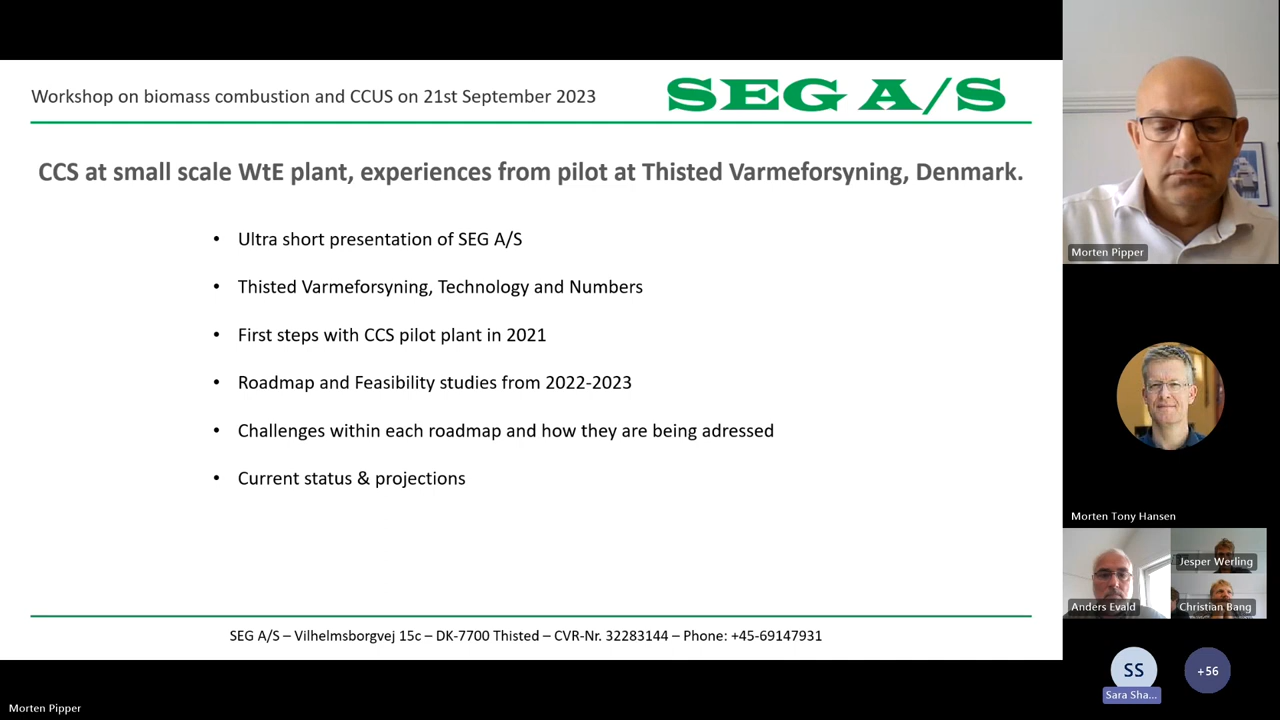 Workshop on biomass combustion and CCUS on 21st September 2023
SEG A/S
CCS at small scale WtE plant, experiences from pilot at Thisted Varmeforsyning, Denmark.
• Ultra short presentation of SEG A/S
• Thisted Varmeforsyning, Technology and Numbers
• First steps with CCS pilot plant in 2021
• Roadmap and Feasibility studies from 2022-2023
• Challenges within each roadmap and how they are being adressed
• Current status & projections
SEG A/S – Vilhelmsborgvej 15c – DK-7700 Thisted – CVR-Nr. 32283144 – Phone: +45-69147931
Morten Pipper
Morten Tony Hansen
Jesper Werling
Anders Evald
Christian Bang
SS
+56
Sara Sha...
Morten Pipper